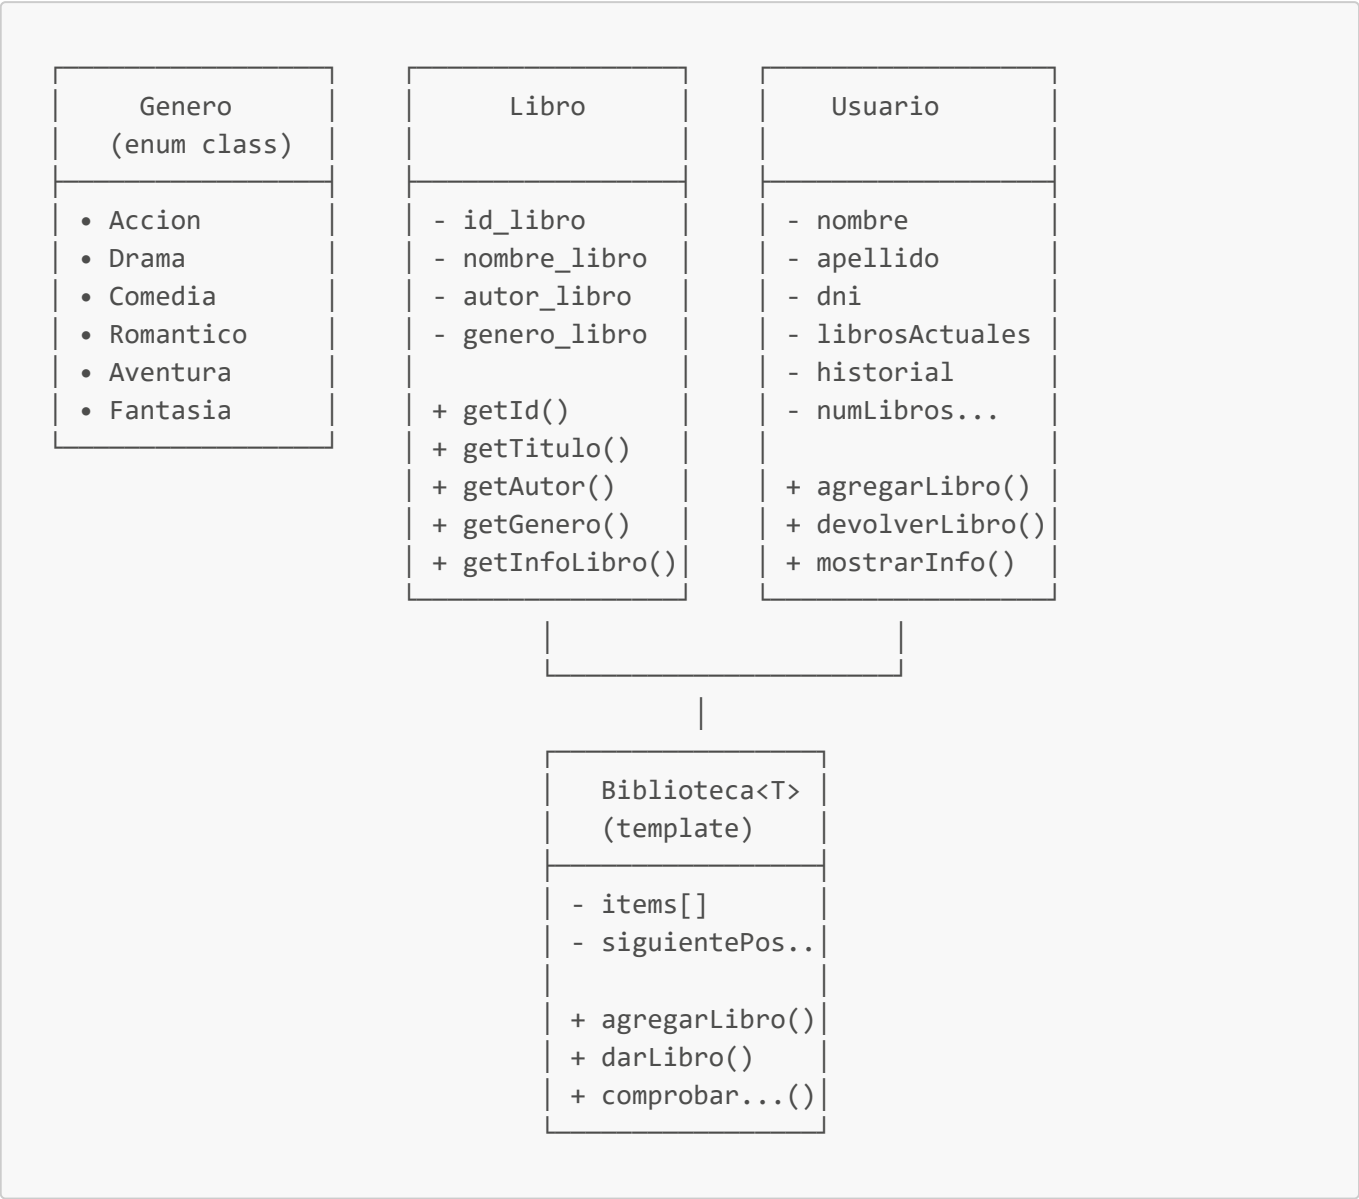 Genero
(enum class)
• Accion
• Drama
• Comedia
• Romantico
• Aventura
• Fantasia
Libro
- id_libro
- nombre_libro
- autor_libro
- genero_libro
+ getId()
+ getTitulo()
+ getAutor()
+ getGenero()
+ getInfoLibro()
Usuario
- nombre
- apellido
- dni
- librosActuales
- historial
- numLibros...
+ agregarLibro()
+ devolverLibro()
+ mostrarInfo()
Biblioteca<T>
(template)
- items[]
- siguientePos..
+ agregarLibro()
+ darLibro()
+ comprobar...()